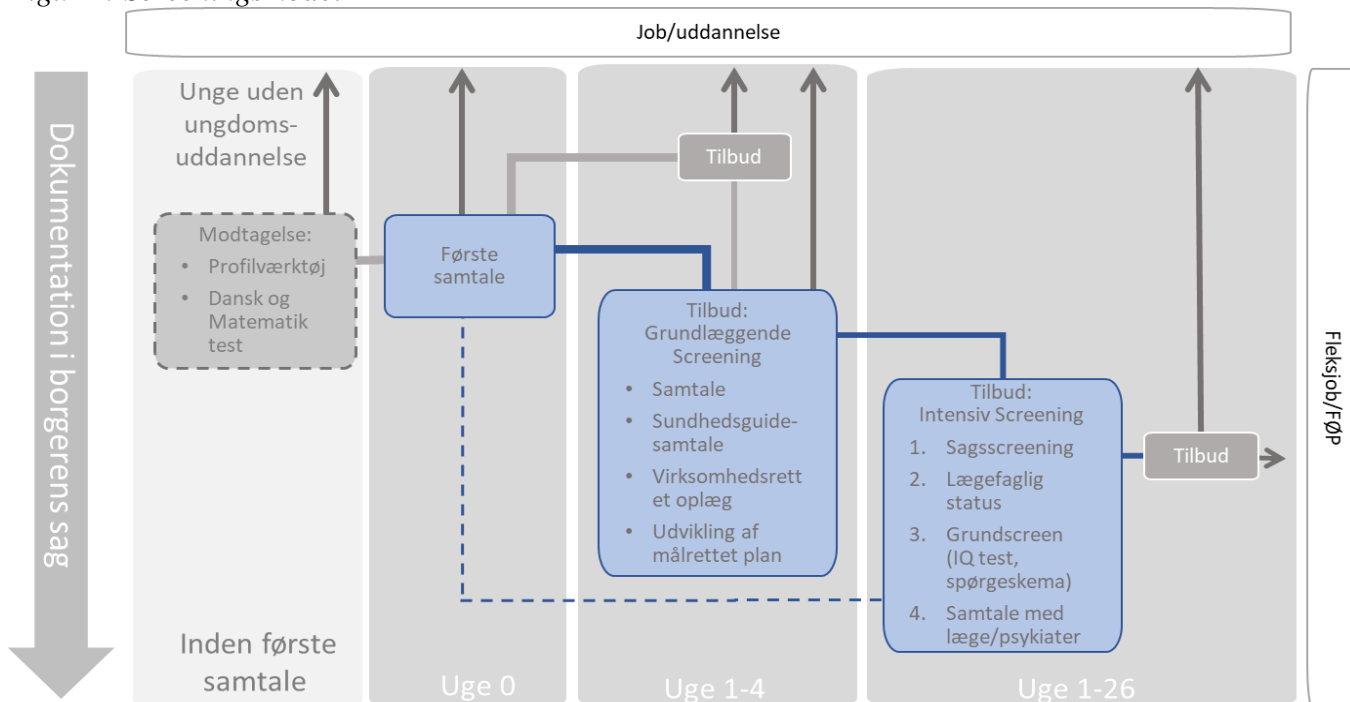 Job/uddannelse
Dokumentation i borgerens sag
Unge uden
ungdoms-
uddannelse
Modtagelse:
• Profilværktøj
• Dansk og
Matematik
test
Inden første
samtale
Første
samtale
Uge 0
Tilbud
Tilbud:
Grundlæggende
Screening
• Samtale
• Sundhedsguide-
samtale
• Virksomhedsrett
et oplæg
• Udvikling af
målrettet plan
Uge 1-4
Tilbud:
Intensiv Screening
1. Sagsscreening
2. Lægefaglig
status
3. Grundscreen
(IQ test,
spørgeskema)
4. Samtale med
læge/psykiater
Tilbud
Uge 1-26
Fleksjob/FØP